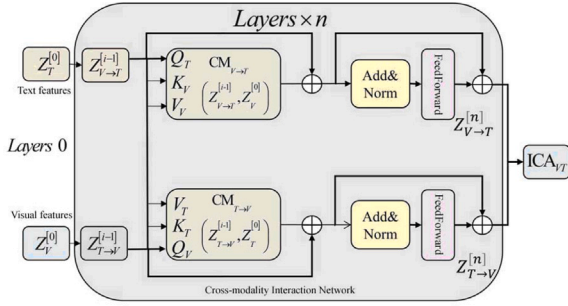 Layers×n
Z_T^[0]
Z_{V→T}^[i-1]
Text features
Q_T
K_V
V_V
CM_{V→T}
(Z_{V→T}^[i-1], Z_V^[0])
Add&
Norm
FeedForward
Z_{V→T}^[n]
Layers 0
ICA_{VT}
Visual features
Z_V^[0]
Z_{T→V}^[i-1]
V_T
K_T
Q_V
CM_{T→V}
(Z_{T→V}^[i-1], Z_T^[0])
Add&
Norm
FeedForward
Z_{T→V}^[n]
Cross-modality Interaction Network